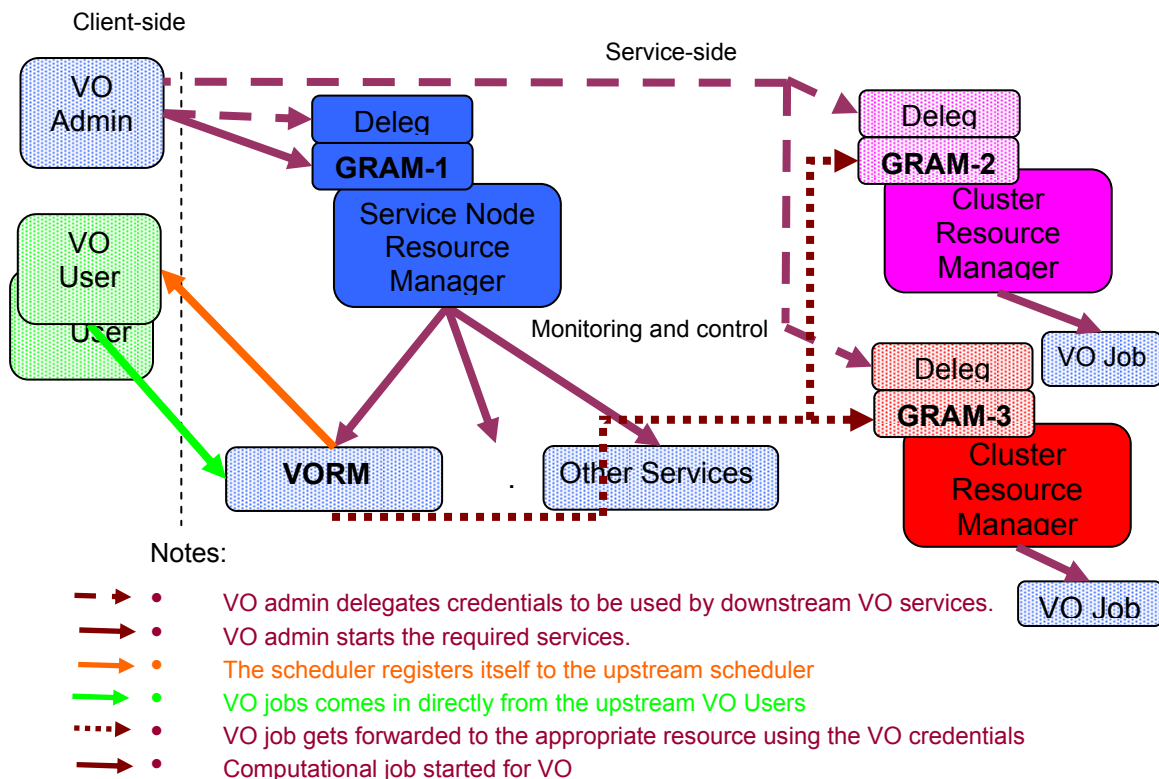 Client-side
Service-side
VO
Admin
Deleg
GRAM-1
Service Node
Resource
Manager
Deleg
GRAM-2
Cluster
Resource
Manager
VO Job
VO
User
User
Monitoring and control
Deleg
GRAM-3
Cluster
Resource
Manager
VO Job
VORM
.
Other Services
Notes:
• VO admin delegates credentials to be used by downstream VO services.
• VO admin starts the required services.
• The scheduler registers itself to the upstream scheduler
• VO jobs comes in directly from the upstream VO Users
• VO job gets forwarded to the appropriate resource using the VO credentials
• Computational job started for VO